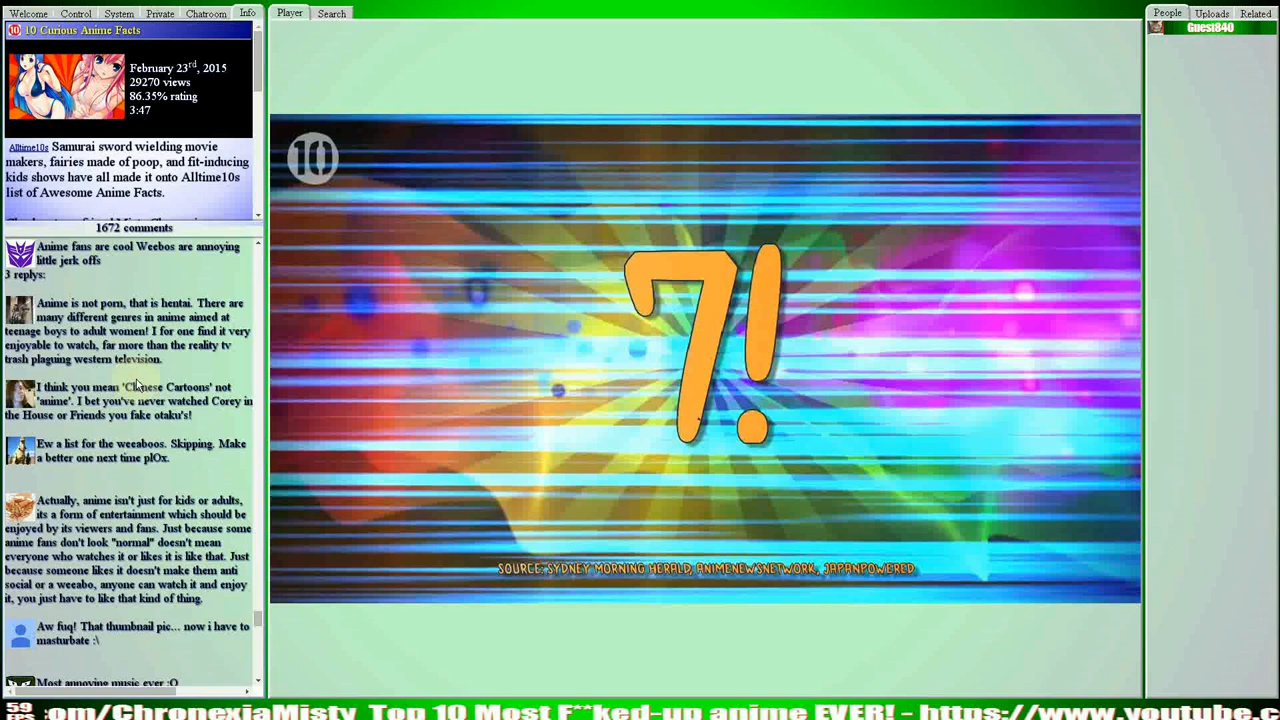 Welcome Control System Private Chatroom Info
Player Search
People Uploads Related
10 10 Curious Anime Facts
Guest840
February 23rd, 2015
29270 views
86.35% rating
3:47
Alltime10s Samurai sword wielding movie
makers, fairies made of poop, and fit-inducing
kids shows have all made it onto Alltime10s
list of Awesome Anime Facts.
1672 comments
Anime fans are cool Weebos are annoying
little jerk offs
3 replys:
Anime is not porn, that is hentai. There are
many different genres in anime aimed at
teenage boys to adult women! I for one find it very
enjoyable to watch, far more than the reality tv
trash plaguing western television.
I think you mean 'Chinese Cartoons' not
'anime'. I bet you've never watched Corey in
the House or Friends you fake otaku's!
Ew a list for the weeaboos. Skipping. Make
a better one next time plOx.
Actually, anime isn't just for kids or adults,
its a form of entertainment which should be
enjoyed by its viewers and fans. Just because some
anime fans don't look "normal" doesn't mean
everyone who watches it or likes it is like that. Just
because someone likes it doesn't make them anti
social or a weeabo, anyone can watch it and enjoy
it, you just have to like that kind of thing.
Aw fuq! That thumbnail pic... now i have to
masturbate :\
Most annoying music ever :O
10
7!
SOURCE: SYDNEY MORNING HERALD, ANIMENEWSNETWORK, JAPANPOWERED
59
om/ChronexiaMisty Top 10 Most F**ked-up anime EVER! - https://www.youtube.c